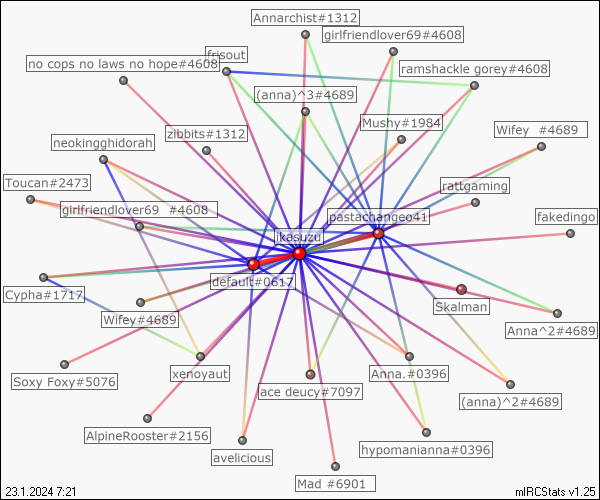 Annarchist#1312
girlfriendlover69#4608
frisout
no cops no laws no hope#4608
ramshackle gorey#4608
(anna)^3#4689
Mushy#1984
zibbits#1312
Wifey  #4689
neokingghidorah
Toucan#2473
rattgaming
girlfriendlover69  #4608
pastachangeo41
fakedingo
ikasuzu
default#0617
Cypha#1717
Skalman
Wifey#4689
Anna^2#4689
xenoyaut
Anna.#0396
Soxy Foxy#5076
ace deucy#7097
(anna)^2#4689
AlpineRooster#2156
hypomanianna#0396
avelicious
Mad #6901
23.1.2024 7:21
mIRCStats v1.25